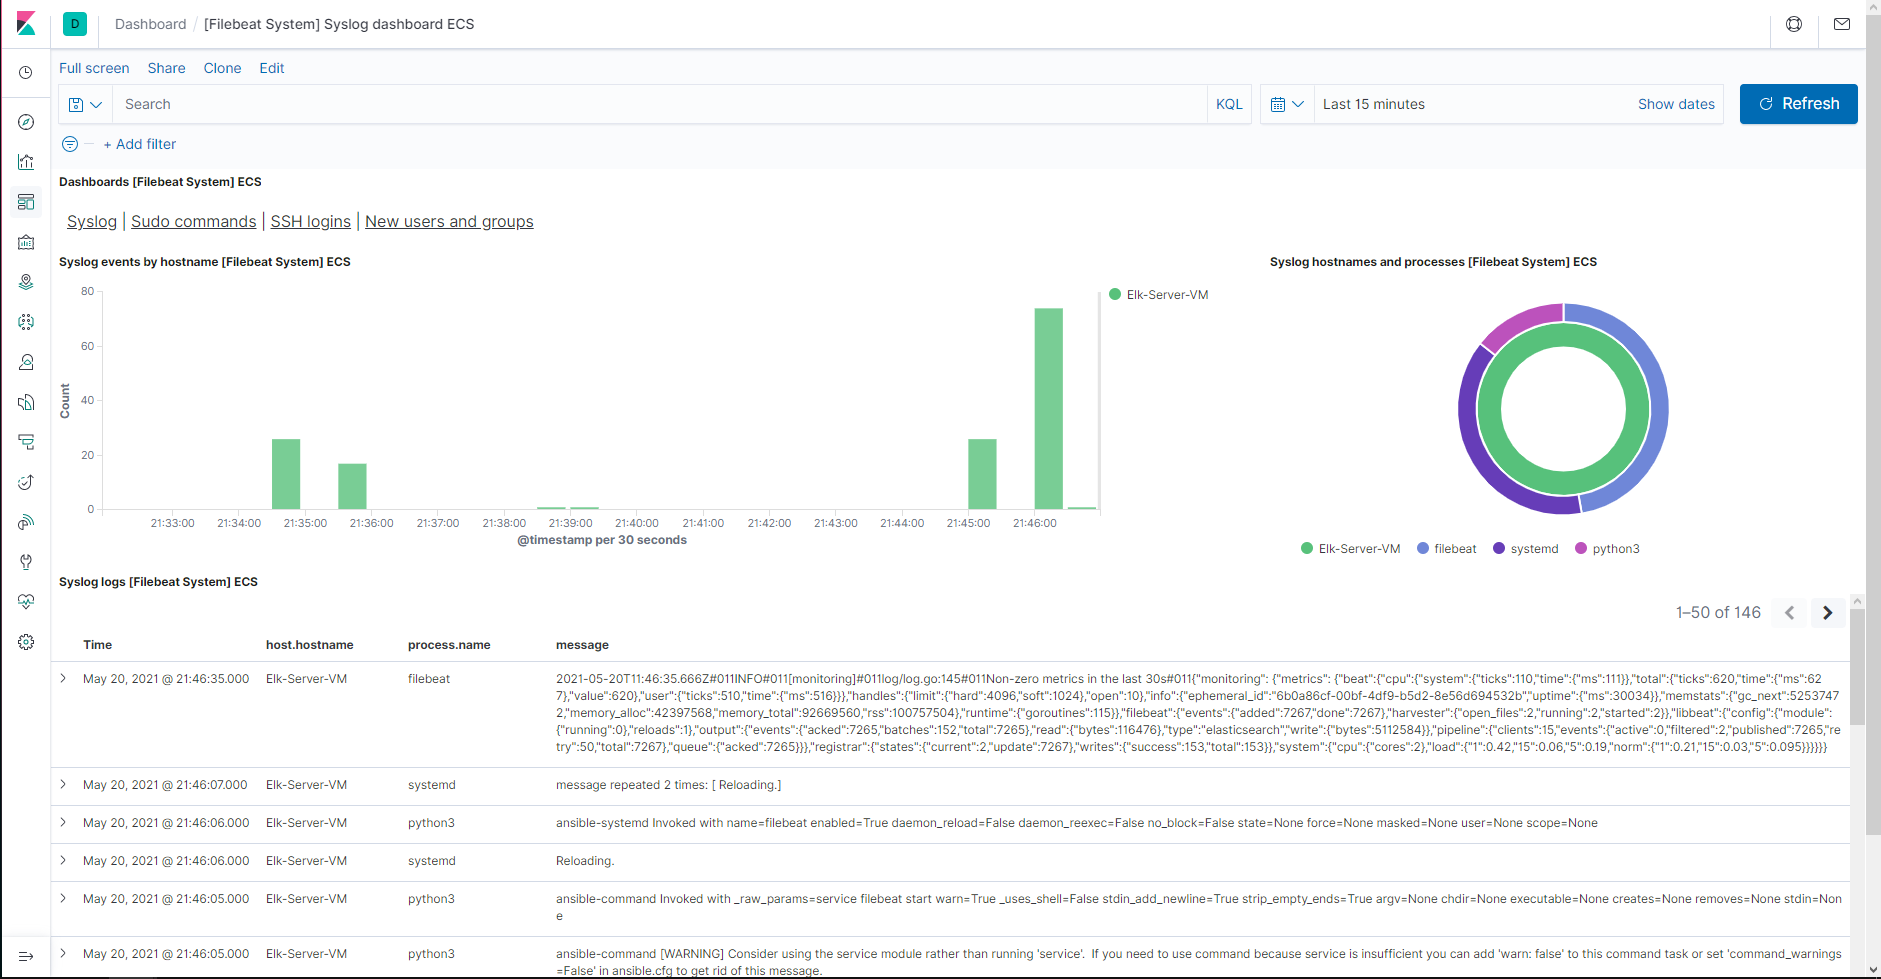 D Dashboard / [Filebeat System] Syslog dashboard ECS
Full screen Share Clone Edit
Search KQL Last 15 minutes Show dates Refresh
+ Add filter
Dashboards [Filebeat System] ECS
Syslog | Sudo commands | SSH logins | New users and groups
Syslog events by hostname [Filebeat System] ECS
80
60
40
20
0
Count
21:33:00 21:34:00 21:35:00 21:36:00 21:37:00 21:38:00 21:39:00 21:40:00 21:41:00 21:42:00 21:43:00 21:44:00 21:45:00 21:46:00
@timestamp per 30 seconds
Elk-Server-VM
Syslog hostnames and processes [Filebeat System] ECS
Elk-Server-VM filebeat systemd python3
Syslog logs [Filebeat System] ECS
1–50 of 146
Time host.hostname process.name message
May 20, 2021 @ 21:46:35.000 Elk-Server-VM filebeat 2021-05-20T11:46:35.666Z#011INFO#011[monitoring]#011log/log.go:145#011Non-zero metrics in the last 30s#011{"monitoring": {"metrics": {"beat":{"cpu":{"system":{"ticks":110,"time":{"ms":111}},"total":{"ticks":620,"time":{"ms":62
7},"value":620},"user":{"ticks":510,"time":{"ms":516}}},"handles":{"limit":{"hard":4096,"soft":1024},"open":10},"info":{"ephemeral_id":"6b0a86cf-00bf-4df9-b5d2-8e56d694532b","uptime":{"ms":30034}},"memstats":{"gc_next":5253747
2,"memory_alloc":42397568,"memory_total":92669560,"rss":100757504},"runtime":{"goroutines":115}},"filebeat":{"events":{"added":7267,"done":7267},"harvester":{"open_files":2,"running":2,"started":2}},"libbeat":{"config":{"module":
{"running":0},"reloads":1},"output":{"events":{"acked":7265,"batches":152,"total":7265},"read":{"bytes":116476},"type":"elasticsearch","write":{"bytes":5112584}},"pipeline":{"clients":15,"events":{"active":0,"filtered":2,"published":7265,"re
try":50,"total":7267},"queue":{"acked":7265}}},"registrar":{"states":{"current":2,"update":7267},"writes":{"success":153,"total":153}},"system":{"cpu":{"cores":2},"load":{"1":0.42,"15":0.06,"5":0.19,"norm":{"1":0.21,"15":0.03,"5":0.095}}}}}}
May 20, 2021 @ 21:46:07.000 Elk-Server-VM systemd message repeated 2 times: [ Reloading.]
May 20, 2021 @ 21:46:06.000 Elk-Server-VM python3 ansible-systemd Invoked with name=filebeat enabled=True daemon_reload=False daemon_reexec=False no_block=False state=None force=None masked=None user=None scope=None
May 20, 2021 @ 21:46:06.000 Elk-Server-VM systemd Reloading.
May 20, 2021 @ 21:46:05.000 Elk-Server-VM python3 ansible-command Invoked with _raw_params=service filebeat start warn=True _uses_shell=False stdin_add_newline=True strip_empty_ends=True argv=None chdir=None executable=None creates=None removes=None stdin=Non
e
May 20, 2021 @ 21:46:05.000 Elk-Server-VM python3 ansible-command [WARNING] Consider using the service module rather than running 'service'.  If you need to use command because service is insufficient you can add 'warn: false' to this command task or set 'command_warnings
=False' in ansible.cfg to get rid of this message.